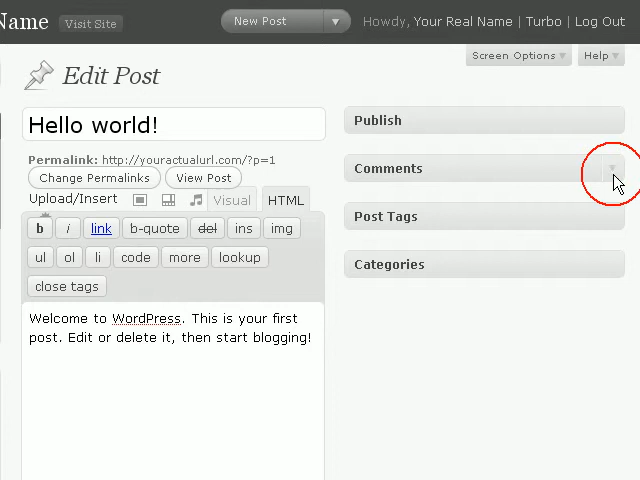 Name Visit Site New Post Howdy, Your Real Name | Turbo | Log Out
Screen Options Help
Edit Post
Hello world!
Permalink: http://youractualurl.com/?p=1
Change Permalinks View Post
Upload/Insert Visual HTML
b i link b-quote del ins img
ul ol li code more lookup
close tags
Welcome to WordPress. This is your first
post. Edit or delete it, then start blogging!
Publish
Comments
Post Tags
Categories